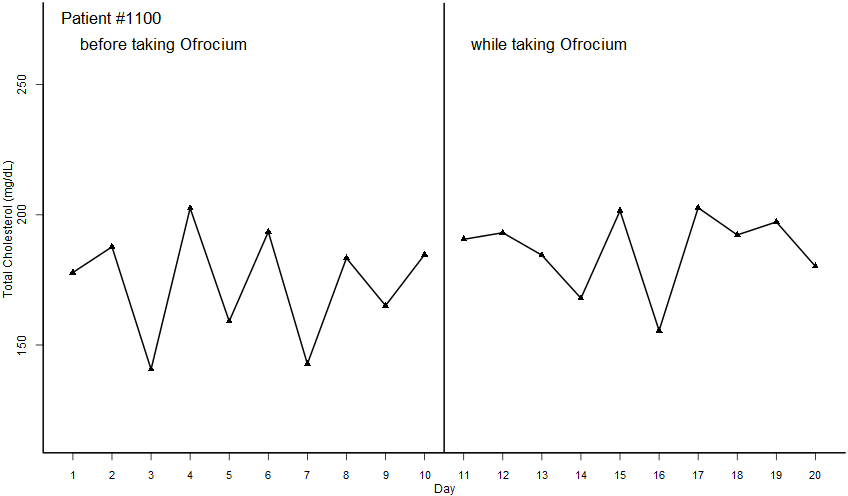 Patient #1100
before taking Ofrocium
while taking Ofrocium
250
200
150
Total Cholesterol (mg/dL)
1 2 3 4 5 6 7 8 9 10 11 12 13 14 15 16 17 18 19 20
Day